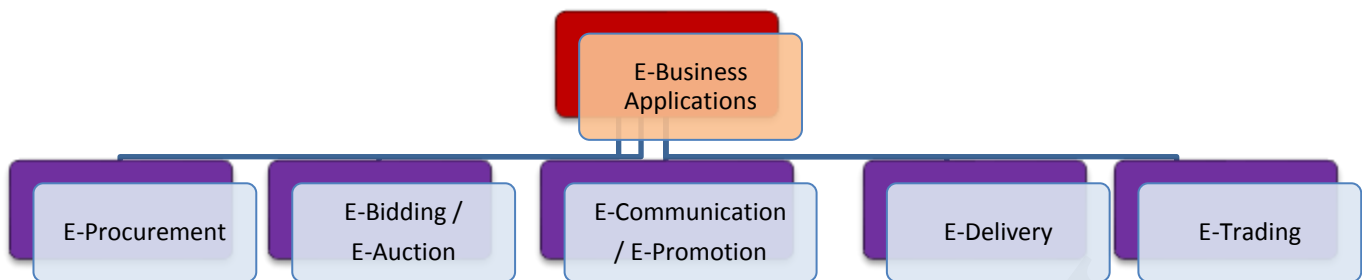 E-Business
Applications
E-Procurement
E-Bidding /
E-Auction
E-Communication
/ E-Promotion
E-Delivery
E-Trading